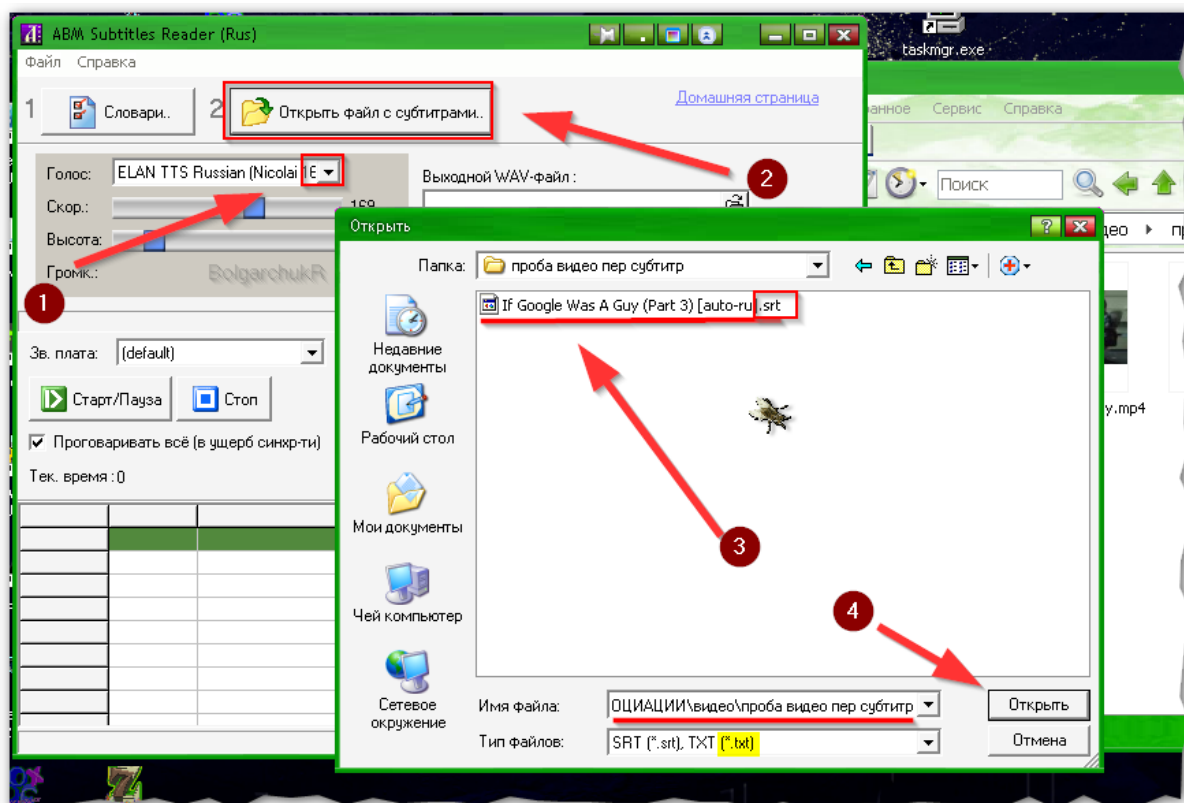 ABM Subtitles Reader (Rus)
taskmgr.exe
Файл Справка
1 Словари.. 2 Открыть файл с субтитрами.. Домашняя страница
Сервис Справка
Голос: ELAN TTS Russian (Nicolai 16
Выходной WAV-файл :
2
Поиск
Скор.: 169
Высота:
Громк.: BolgarchukR
1
Открыть
Папка: проба видео пер субтитр
If Google Was A Guy (Part 3) [auto-ru].srt
Недавние документы
Рабочий стол
Мои документы
Чей компьютер
Сетевое окружение
3
4
y.mp4
Зв. плата: (default)
Старт/Пауза Стоп
Проговаривать всё (в ущерб синхр-ти)
Тек. время :0
Имя файла: ОЦИАЦИИ\видео\проба видео пер субтитр Открыть
Тип файлов: SRT (*.srt), TXT (*.txt) Отмена